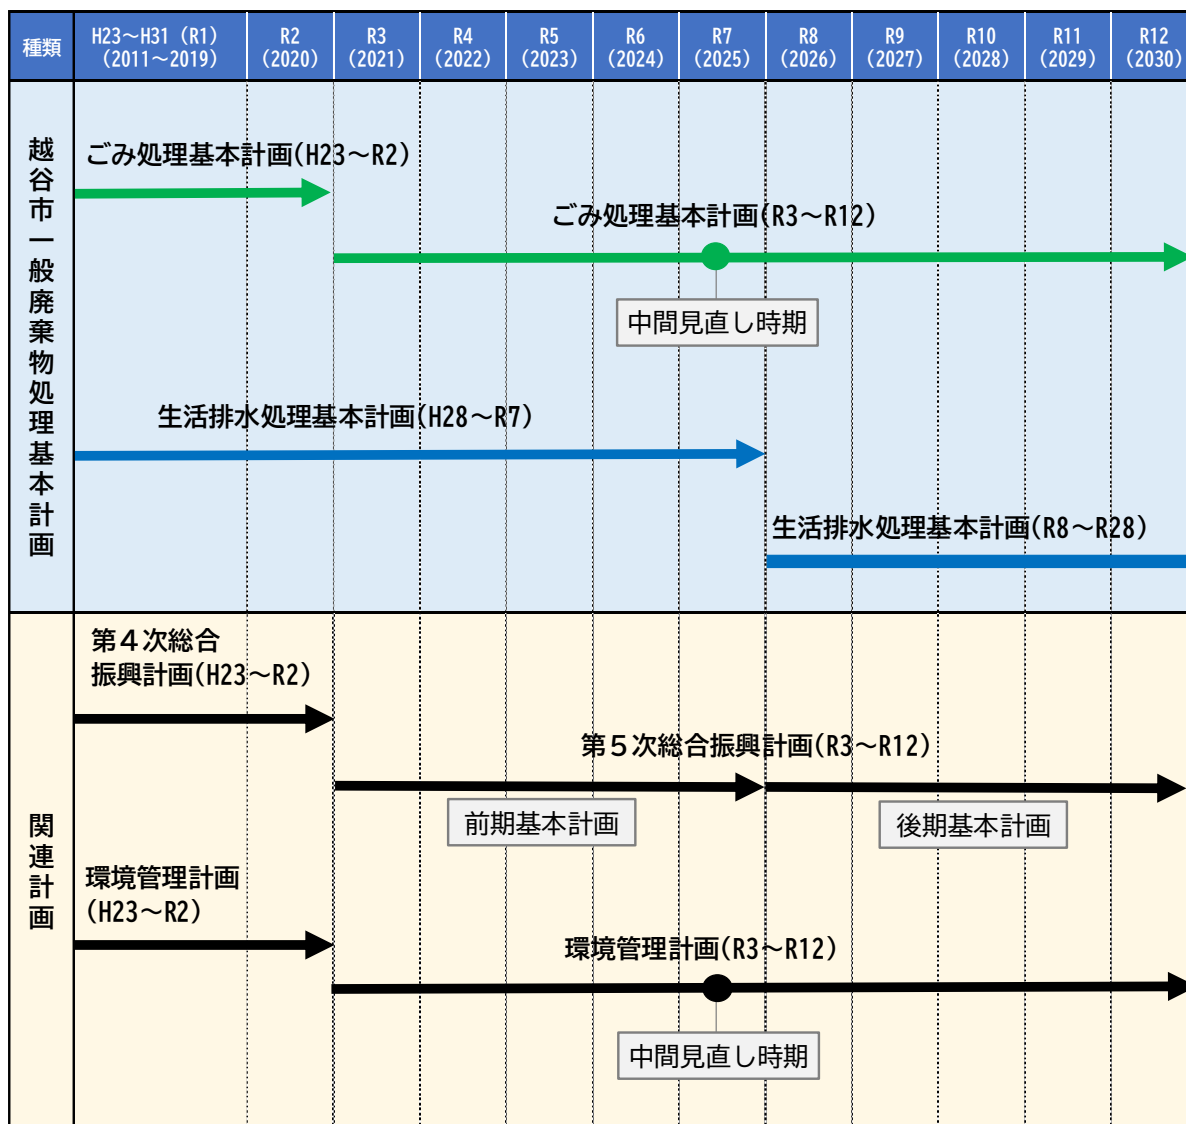 種類
H23～H31（R1）
（2011～2019）
R2
（2020）
R3
（2021）
R4
（2022）
R5
（2023）
R6
（2024）
R7
（2025）
R8
（2026）
R9
（2027）
R10
（2028）
R11
（2029）
R12
（2030）
越谷市一般廃棄物処理基本計画
ごみ処理基本計画(H23～R2)
ごみ処理基本計画(R3～R12)
中間見直し時期
生活排水処理基本計画(H28～R7)
生活排水処理基本計画(R8～R28)
関連計画
第４次総合
振興計画(H23～R2)
第５次総合振興計画(R3～R12)
前期基本計画
後期基本計画
環境管理計画
(H23～R2)
環境管理計画(R3～R12)
中間見直し時期